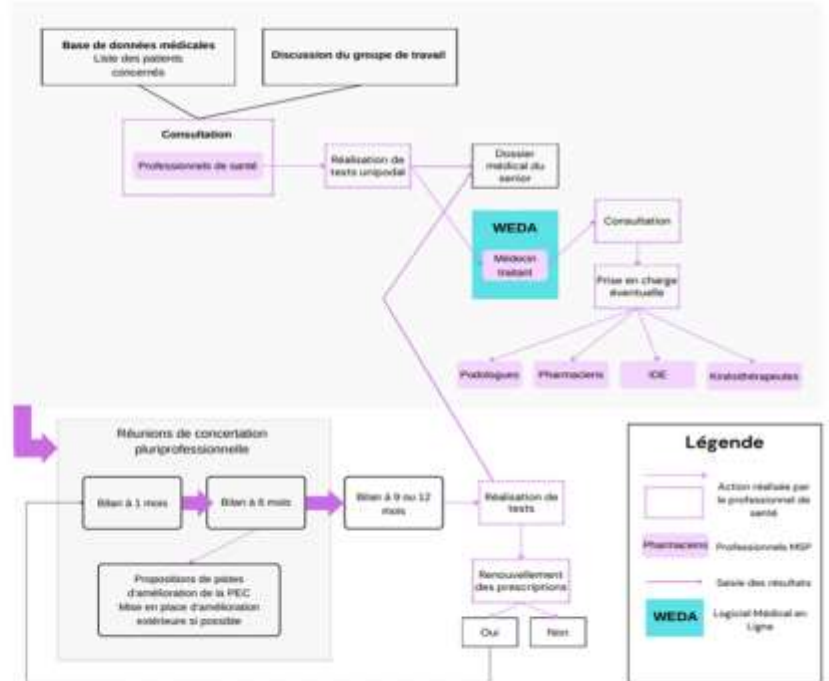 Base de données médicales
Liste des patients
concernés
Discussion du groupe de travail
Consultation
Professionnels de santé
Réalisation de
tests unipodal
Dossier
médical du
senior
WEDA
Médecin
traitant
Consultation
Prise en charge
éventuelle
Podologues
Pharmaciens
IDE
Kinésithérapeutes
Réunions de concertation
pluriprofessionnelle
Bilan à 1 mois
Bilan à 6 mois
Bilan à 9 ou 12
mois
Réalisation de
tests
Propositions de pistes
d'amélioration de la PEC
Mise en place d'amélioration
extérieure si possible
Renouvellement
des prescriptions
Oui
Non
Légende
Action réalisée par
le professionnel de
santé
Pharmaciens
Professionnels MSP
Saisie des résultats
WEDA
Logiciel Médical en
Ligne